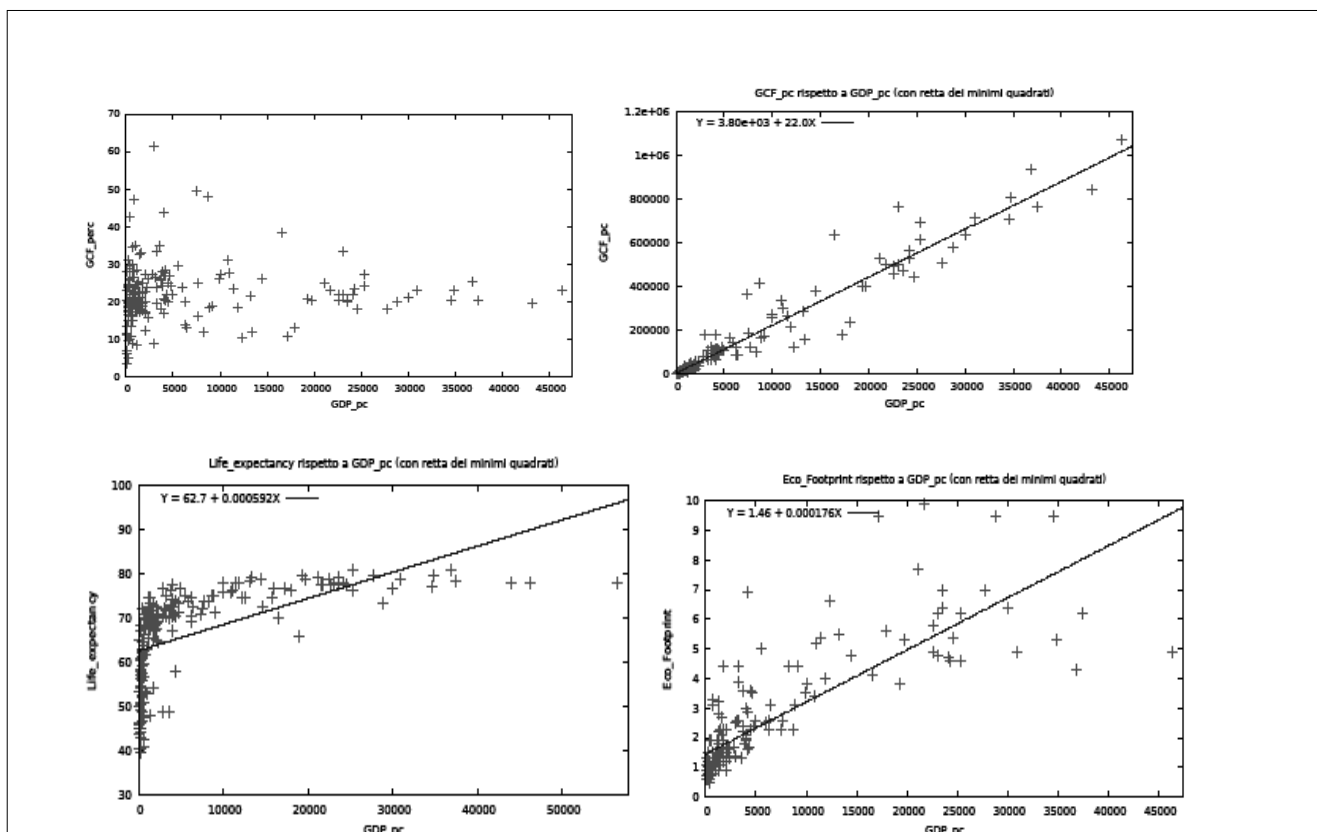 GCF_perc
70
60
50
40
30
20
10
0
0 5000 10000 15000 20000 25000 30000 35000 40000 45000
GDP_pc
GCF_pc rispetto a GDP_pc (con retta dei minimi quadrati)
Y = 3.80e+03 + 22.0X
GCF_pc
1.2e+06
1e+06
800000
600000
400000
200000
0
0 5000 10000 15000 20000 25000 30000 35000 40000 45000
GDP_pc
Life_expectancy rispetto a GDP_pc (con retta dei minimi quadrati)
Y = 62.7 + 0.000592X
Life_expectancy
100
90
80
70
60
50
40
30
0 10000 20000 30000 40000 50000
GDP_pc
Eco_Footprint rispetto a GDP_pc (con retta dei minimi quadrati)
Y = 1.46 + 0.000176X
Eco_Footprint
10
9
8
7
6
5
4
3
2
1
0
0 5000 10000 15000 20000 25000 30000 35000 40000 45000
GDP_pc